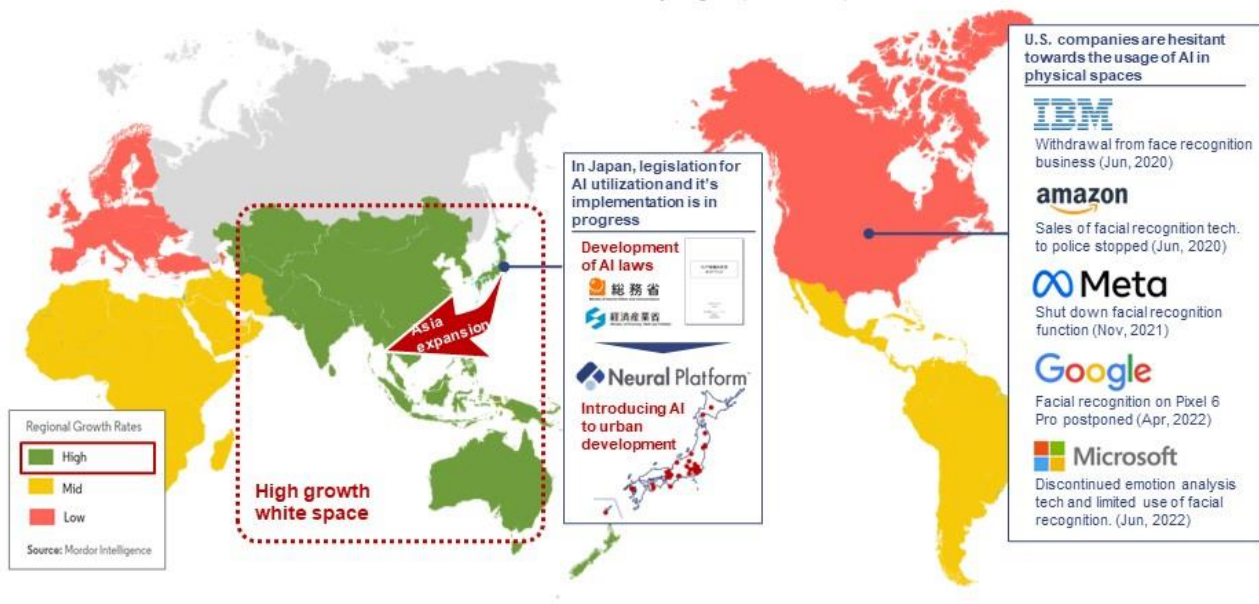 U.S. companies are hesitant
towards the usage of AI in
physical spaces
IBM
Withdrawal from face recognition
business (Jun, 2020)
amazon
Sales of facial recognition tech.
to police stopped (Jun, 2020)
Meta
Shut down facial recognition
function (Nov, 2021)
Google
Facial recognition on Pixel 6
Pro postponed (Apr, 2022)
Microsoft
Discontinued emotion analysis
tech and limited use of facial
recognition. (Jun, 2022)
In Japan, legislation for
AI utilization and it's
implementation is in
progress
Development
of AI laws
総務省
経済産業省
Neural Platform
Introducing AI
to urban
development
Asia
expansion
High growth
white space
Regional Growth Rates
High
Mid
Low
Source: Mordor Intelligence